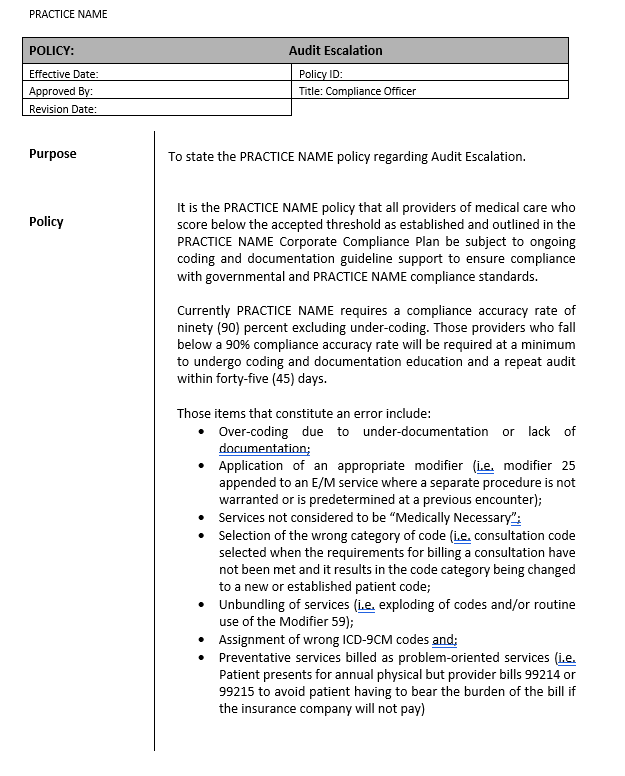 PRACTICE NAME
POLICY: Audit Escalation
Effective Date: Policy ID:
Approved By: Title: Compliance Officer
Revision Date:
Purpose
To state the PRACTICE NAME policy regarding Audit Escalation.
Policy
It is the PRACTICE NAME policy that all providers of medical care who
score below the accepted threshold as established and outlined in the
PRACTICE NAME Corporate Compliance Plan be subject to ongoing
coding and documentation guideline support to ensure compliance
with governmental and PRACTICE NAME compliance standards.
Currently PRACTICE NAME requires a compliance accuracy rate of
ninety (90) percent excluding under-coding. Those providers who fall
below a 90% compliance accuracy rate will be required at a minimum
to undergo coding and documentation education and a repeat audit
within forty-five (45) days.
Those items that constitute an error include:
• Over-coding due to under-documentation or lack of
documentation;
• Application of an appropriate modifier (i.e. modifier 25
appended to an E/M service where a separate procedure is not
warranted or is predetermined at a previous encounter);
• Services not considered to be “Medically Necessary”;
• Selection of the wrong category of code (i.e. consultation code
selected when the requirements for billing a consultation have
not been met and it results in the code category being changed
to a new or established patient code;
• Unbundling of services (i.e. exploding of codes and/or routine
use of the Modifier 59);
• Assignment of wrong ICD-9CM codes and;
• Preventative services billed as problem-oriented services (i.e.
Patient presents for annual physical but provider bills 99214 or
99215 to avoid patient having to bear the burden of the bill if
the insurance company will not pay)